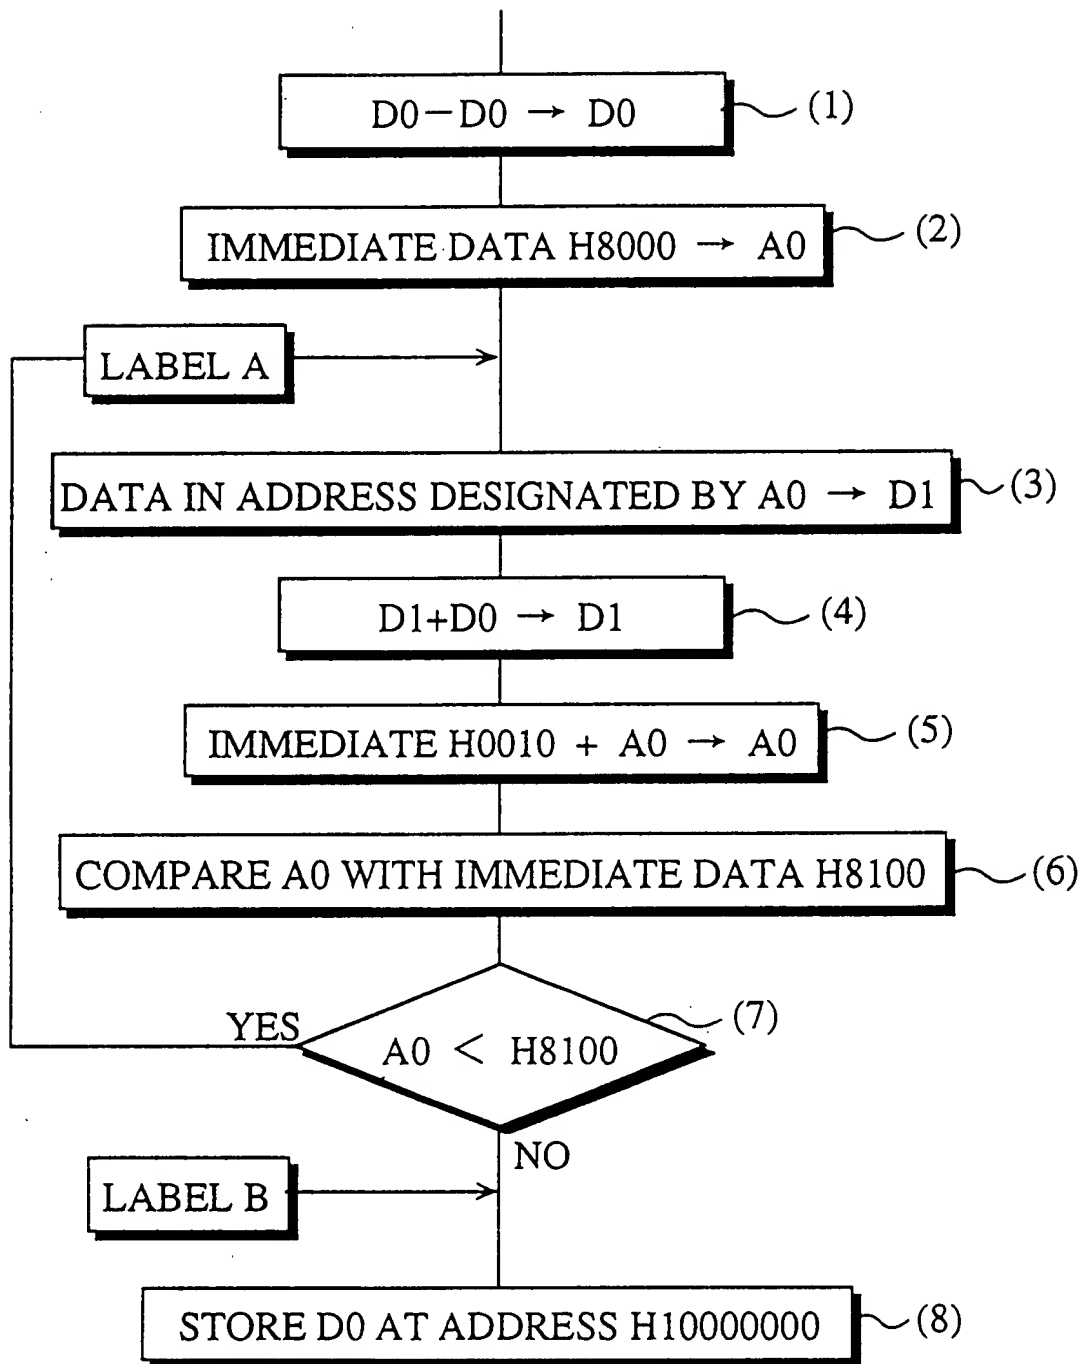 D0−D0 → D0
(1)
IMMEDIATE DATA H8000 → A0
(2)
LABEL A
DATA IN ADDRESS DESIGNATED BY A0 → D1
(3)
D1+D0 → D1
(4)
IMMEDIATE H0010 + A0 → A0
(5)
COMPARE A0 WITH IMMEDIATE DATA H8100
(6)
(7)
YES
A0 < H8100
NO
LABEL B
STORE D0 AT ADDRESS H10000000
(8)